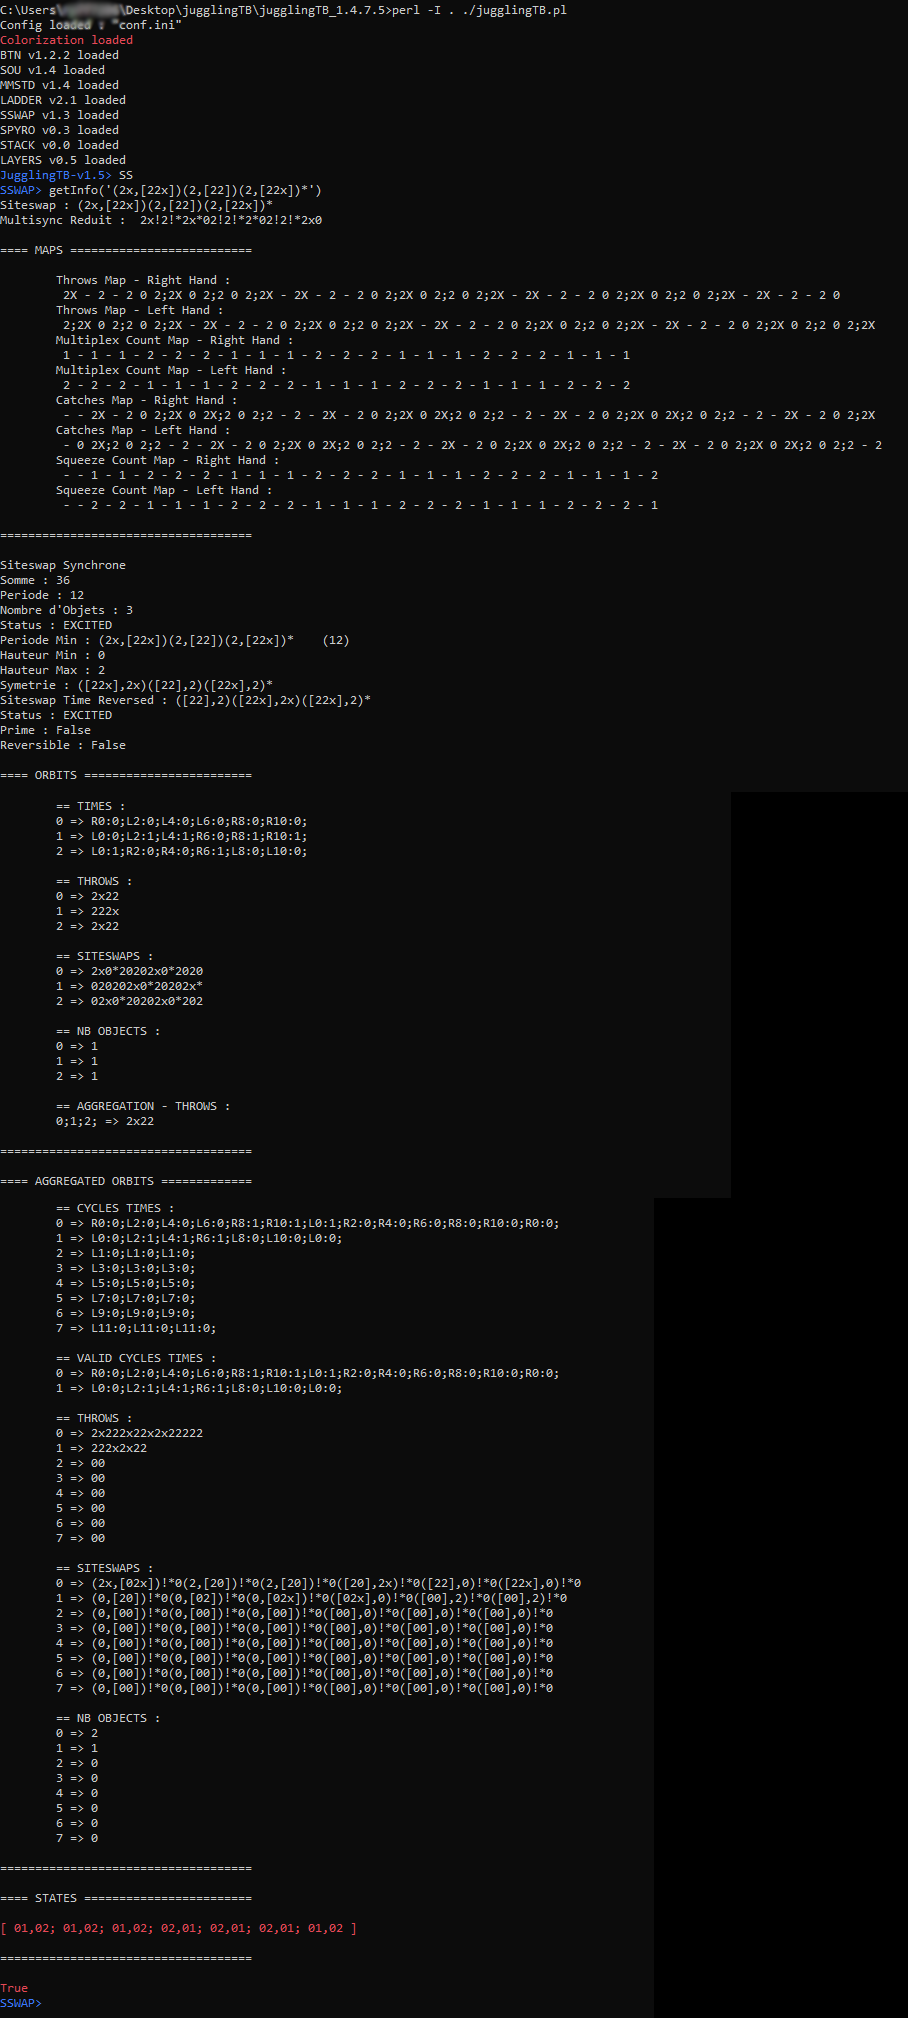 C:\Users\ \Desktop\jugglingTB\jugglingTB_1.4.7.5>perl -I . ./jugglingTB.pl
Config loaded : "conf.ini"
Colorization loaded
BTN v1.2.2 loaded
SOU v1.4 loaded
MMSTD v1.4 loaded
LADDER v2.1 loaded
SSWAP v1.3 loaded
SPYRO v0.3 loaded
STACK v0.0 loaded
LAYERS v0.5 loaded
JugglingTB-v1.5> SS
SSWAP> getInfo('(2x,[22x])(2,[22])(2,[22x])*')
Siteswap : (2x,[22x])(2,[22])(2,[22x])*
Multisync Reduit :  2x!2!*2x*02!2!*2*02!2!*2x0
==== MAPS ==========================
Throws Map - Right Hand :
2X - 2 - 2 0 2;2X 0 2;2 0 2;2X - 2X - 2 - 2 0 2;2X 0 2;2 0 2;2X - 2X - 2 - 2 0 2;2X 0 2;2 0 2;2X - 2X - 2 - 2 0
Throws Map - Left Hand :
2;2X 0 2;2 0 2;2X - 2X - 2 - 2 0 2;2X 0 2;2 0 2;2X - 2X - 2 - 2 0 2;2X 0 2;2 0 2;2X - 2X - 2 - 2 0 2;2X 0 2;2 0 2;2X
Multiplex Count Map - Right Hand :
1 - 1 - 1 - 2 - 2 - 2 - 1 - 1 - 1 - 2 - 2 - 2 - 1 - 1 - 1 - 2 - 2 - 2 - 1 - 1 - 1
Multiplex Count Map - Left Hand :
2 - 2 - 2 - 1 - 1 - 1 - 2 - 2 - 2 - 1 - 1 - 1 - 2 - 2 - 2 - 1 - 1 - 1 - 2 - 2 - 2
Catches Map - Right Hand :
- - 2X - 2 0 2;2X 0 2X;2 0 2;2 - 2 - 2X - 2 0 2;2X 0 2X;2 0 2;2 - 2 - 2X - 2 0 2;2X 0 2X;2 0 2;2 - 2 - 2X - 2 0 2;2X
Catches Map - Left Hand :
- 0 2X;2 0 2;2 - 2 - 2X - 2 0 2;2X 0 2X;2 0 2;2 - 2 - 2X - 2 0 2;2X 0 2X;2 0 2;2 - 2 - 2X - 2 0 2;2X 0 2X;2 0 2;2 - 2
Squeeze Count Map - Right Hand :
- - 1 - 1 - 2 - 2 - 2 - 1 - 1 - 1 - 2 - 2 - 2 - 1 - 1 - 1 - 2 - 2 - 2 - 1 - 1 - 1 - 2
Squeeze Count Map - Left Hand :
- - 2 - 2 - 1 - 1 - 1 - 2 - 2 - 2 - 1 - 1 - 1 - 2 - 2 - 2 - 1 - 1 - 1 - 2 - 2 - 2 - 1
====================================
Siteswap Synchrone
Somme : 36
Periode : 12
Nombre d'Objets : 3
Status : EXCITED
Periode Min : (2x,[22x])(2,[22])(2,[22x])*    (12)
Hauteur Min : 0
Hauteur Max : 2
Symetrie : ([22x],2x)([22],2)([22x],2)*
Siteswap Time Reversed : ([22],2)([22x],2x)([22x],2)*
Status : EXCITED
Prime : False
Reversible : False
==== ORBITS ========================
== TIMES :
0 => R0:0;L2:0;L4:0;L6:0;R8:0;R10:0;
1 => L0:0;L2:1;L4:1;R6:0;R8:1;R10:1;
2 => L0:1;R2:0;R4:0;R6:1;L8:0;L10:0;
== THROWS :
0 => 2x22
1 => 222x
2 => 2x22
== SITESWAPS :
0 => 2x0*20202x0*2020
1 => 020202x0*20202x*
2 => 02x0*20202x0*202
== NB OBJECTS :
0 => 1
1 => 1
2 => 1
== AGGREGATION - THROWS :
0;1;2; => 2x22
====================================
==== AGGREGATED ORBITS =============
== CYCLES TIMES :
0 => R0:0;L2:0;L4:0;L6:0;R8:1;R10:1;L0:1;R2:0;R4:0;R6:0;R8:0;R10:0;R0:0;
1 => L0:0;L2:1;L4:1;R6:1;L8:0;L10:0;L0:0;
2 => L1:0;L1:0;L1:0;
3 => L3:0;L3:0;L3:0;
4 => L5:0;L5:0;L5:0;
5 => L7:0;L7:0;L7:0;
6 => L9:0;L9:0;L9:0;
7 => L11:0;L11:0;L11:0;
== VALID CYCLES TIMES :
0 => R0:0;L2:0;L4:0;L6:0;R8:1;R10:1;L0:1;R2:0;R4:0;R6:0;R8:0;R10:0;R0:0;
1 => L0:0;L2:1;L4:1;R6:1;L8:0;L10:0;L0:0;
== THROWS :
0 => 2x222x22x2x22222
1 => 222x2x22
2 => 00
3 => 00
4 => 00
5 => 00
6 => 00
7 => 00
== SITESWAPS :
0 => (2x,[02x])!*0(2,[20])!*0(2,[20])!*0([20],2x)!*0([22],0)!*0([22x],0)!*0
1 => (0,[20])!*0(0,[02])!*0(0,[02x])!*0([02x],0)!*0([00],2)!*0([00],2)!*0
2 => (0,[00])!*0(0,[00])!*0(0,[00])!*0([00],0)!*0([00],0)!*0([00],0)!*0
3 => (0,[00])!*0(0,[00])!*0(0,[00])!*0([00],0)!*0([00],0)!*0([00],0)!*0
4 => (0,[00])!*0(0,[00])!*0(0,[00])!*0([00],0)!*0([00],0)!*0([00],0)!*0
5 => (0,[00])!*0(0,[00])!*0(0,[00])!*0([00],0)!*0([00],0)!*0([00],0)!*0
6 => (0,[00])!*0(0,[00])!*0(0,[00])!*0([00],0)!*0([00],0)!*0([00],0)!*0
7 => (0,[00])!*0(0,[00])!*0(0,[00])!*0([00],0)!*0([00],0)!*0([00],0)!*0
== NB OBJECTS :
0 => 2
1 => 1
2 => 0
3 => 0
4 => 0
5 => 0
6 => 0
7 => 0
====================================
==== STATES ========================
[ 01,02; 01,02; 01,02; 02,01; 02,01; 02,01; 01,02 ]
====================================
True
SSWAP>